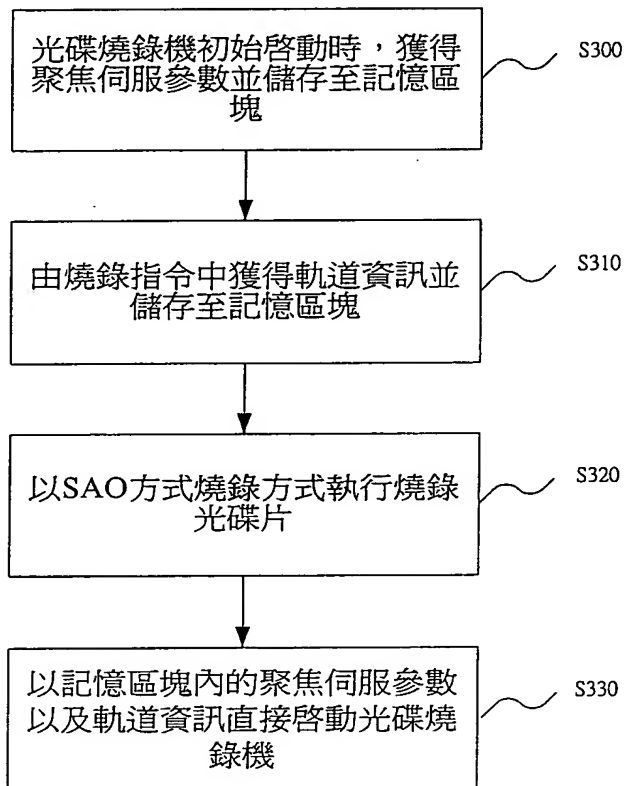 光碟燒錄機初始啓動時,獲得
聚焦伺服參數並儲存至記憶區
塊
S300
由燒錄指令中獲得軌道資訊並
儲存至記憶區塊
S310
以SAO方式燒錄方式執行燒錄
光碟片
S320
以記憶區塊內的聚焦伺服參數
以及軌道資訊直接啓動光碟燒
錄機
S330